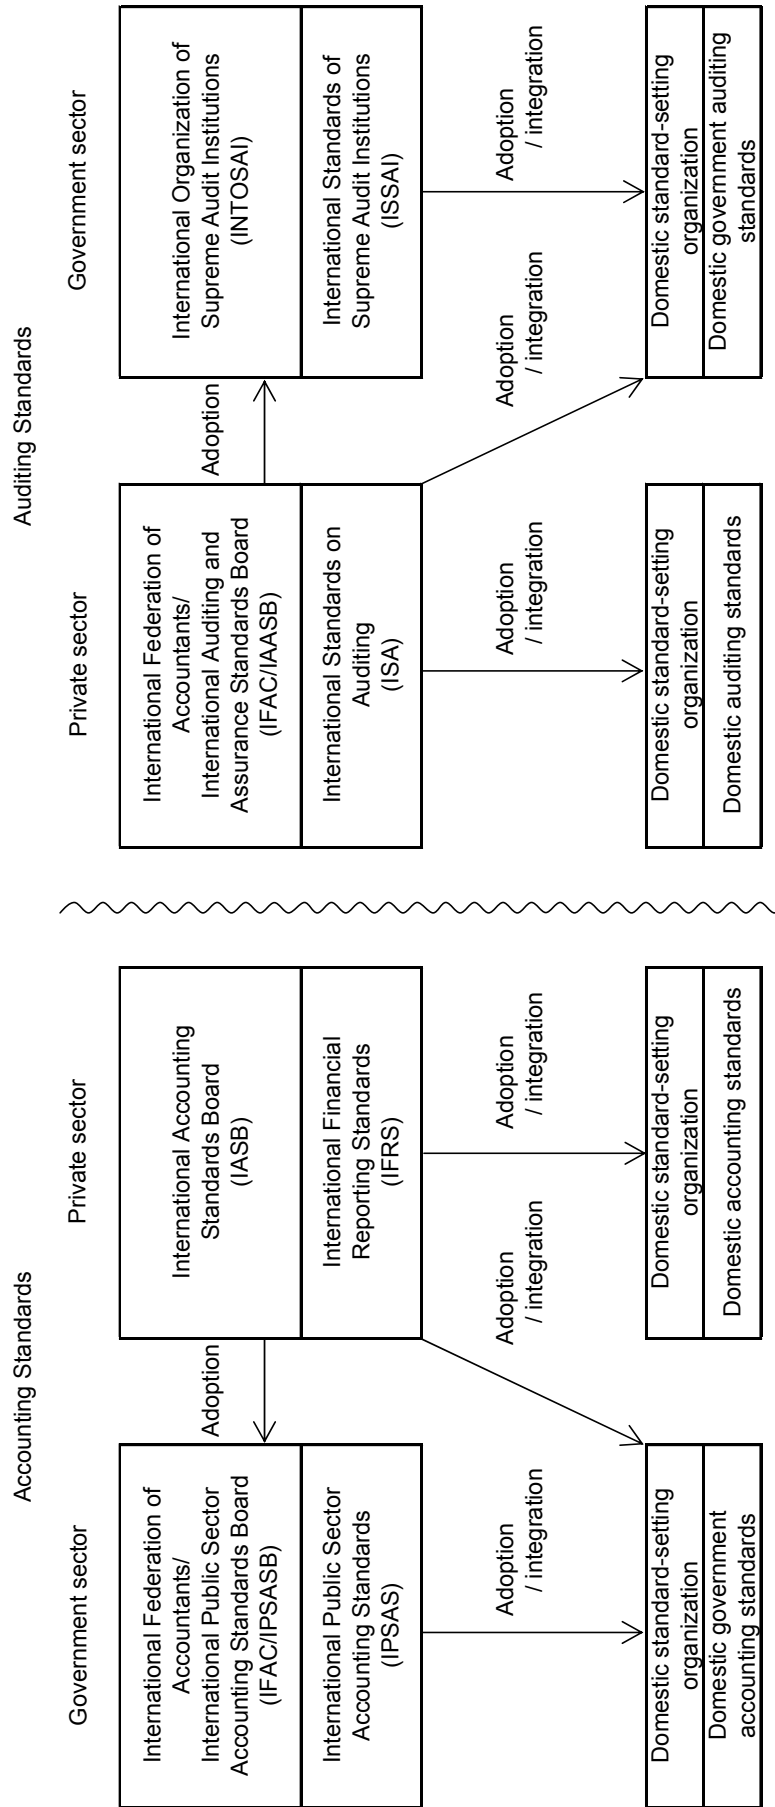 Accounting Standards
Auditing Standards
Government sector
Private sector
Private sector
Government sector
International Federation of
Accountants/
International Public Sector
Accounting Standards Board
(IFAC/IPSASB)
International Public Sector
Accounting Standards
(IPSAS)
Adoption
International Accounting
Standards Board
(IASB)
International Financial
Reporting Standards
(IFRS)
International Federation of
Accountants/
International Auditing and
Assurance Standards Board
(IFAC/IAASB)
International Standards on
Auditing
(ISA)
Adoption
International Organization of
Supreme Audit Institutions
(INTOSAI)
International Standards of
Supreme Audit Institutions
(ISSAI)
Adoption
/ integration
Adoption
/ integration
Adoption
/ integration
Adoption
/ integration
Adoption
/ integration
Adoption
/ integration
Domestic standard-setting
organization
Domestic government
accounting standards
Domestic standard-setting
organization
Domestic accounting standards
Domestic standard-setting
organization
Domestic auditing standards
Domestic standard-setting
organization
Domestic government auditing
standards